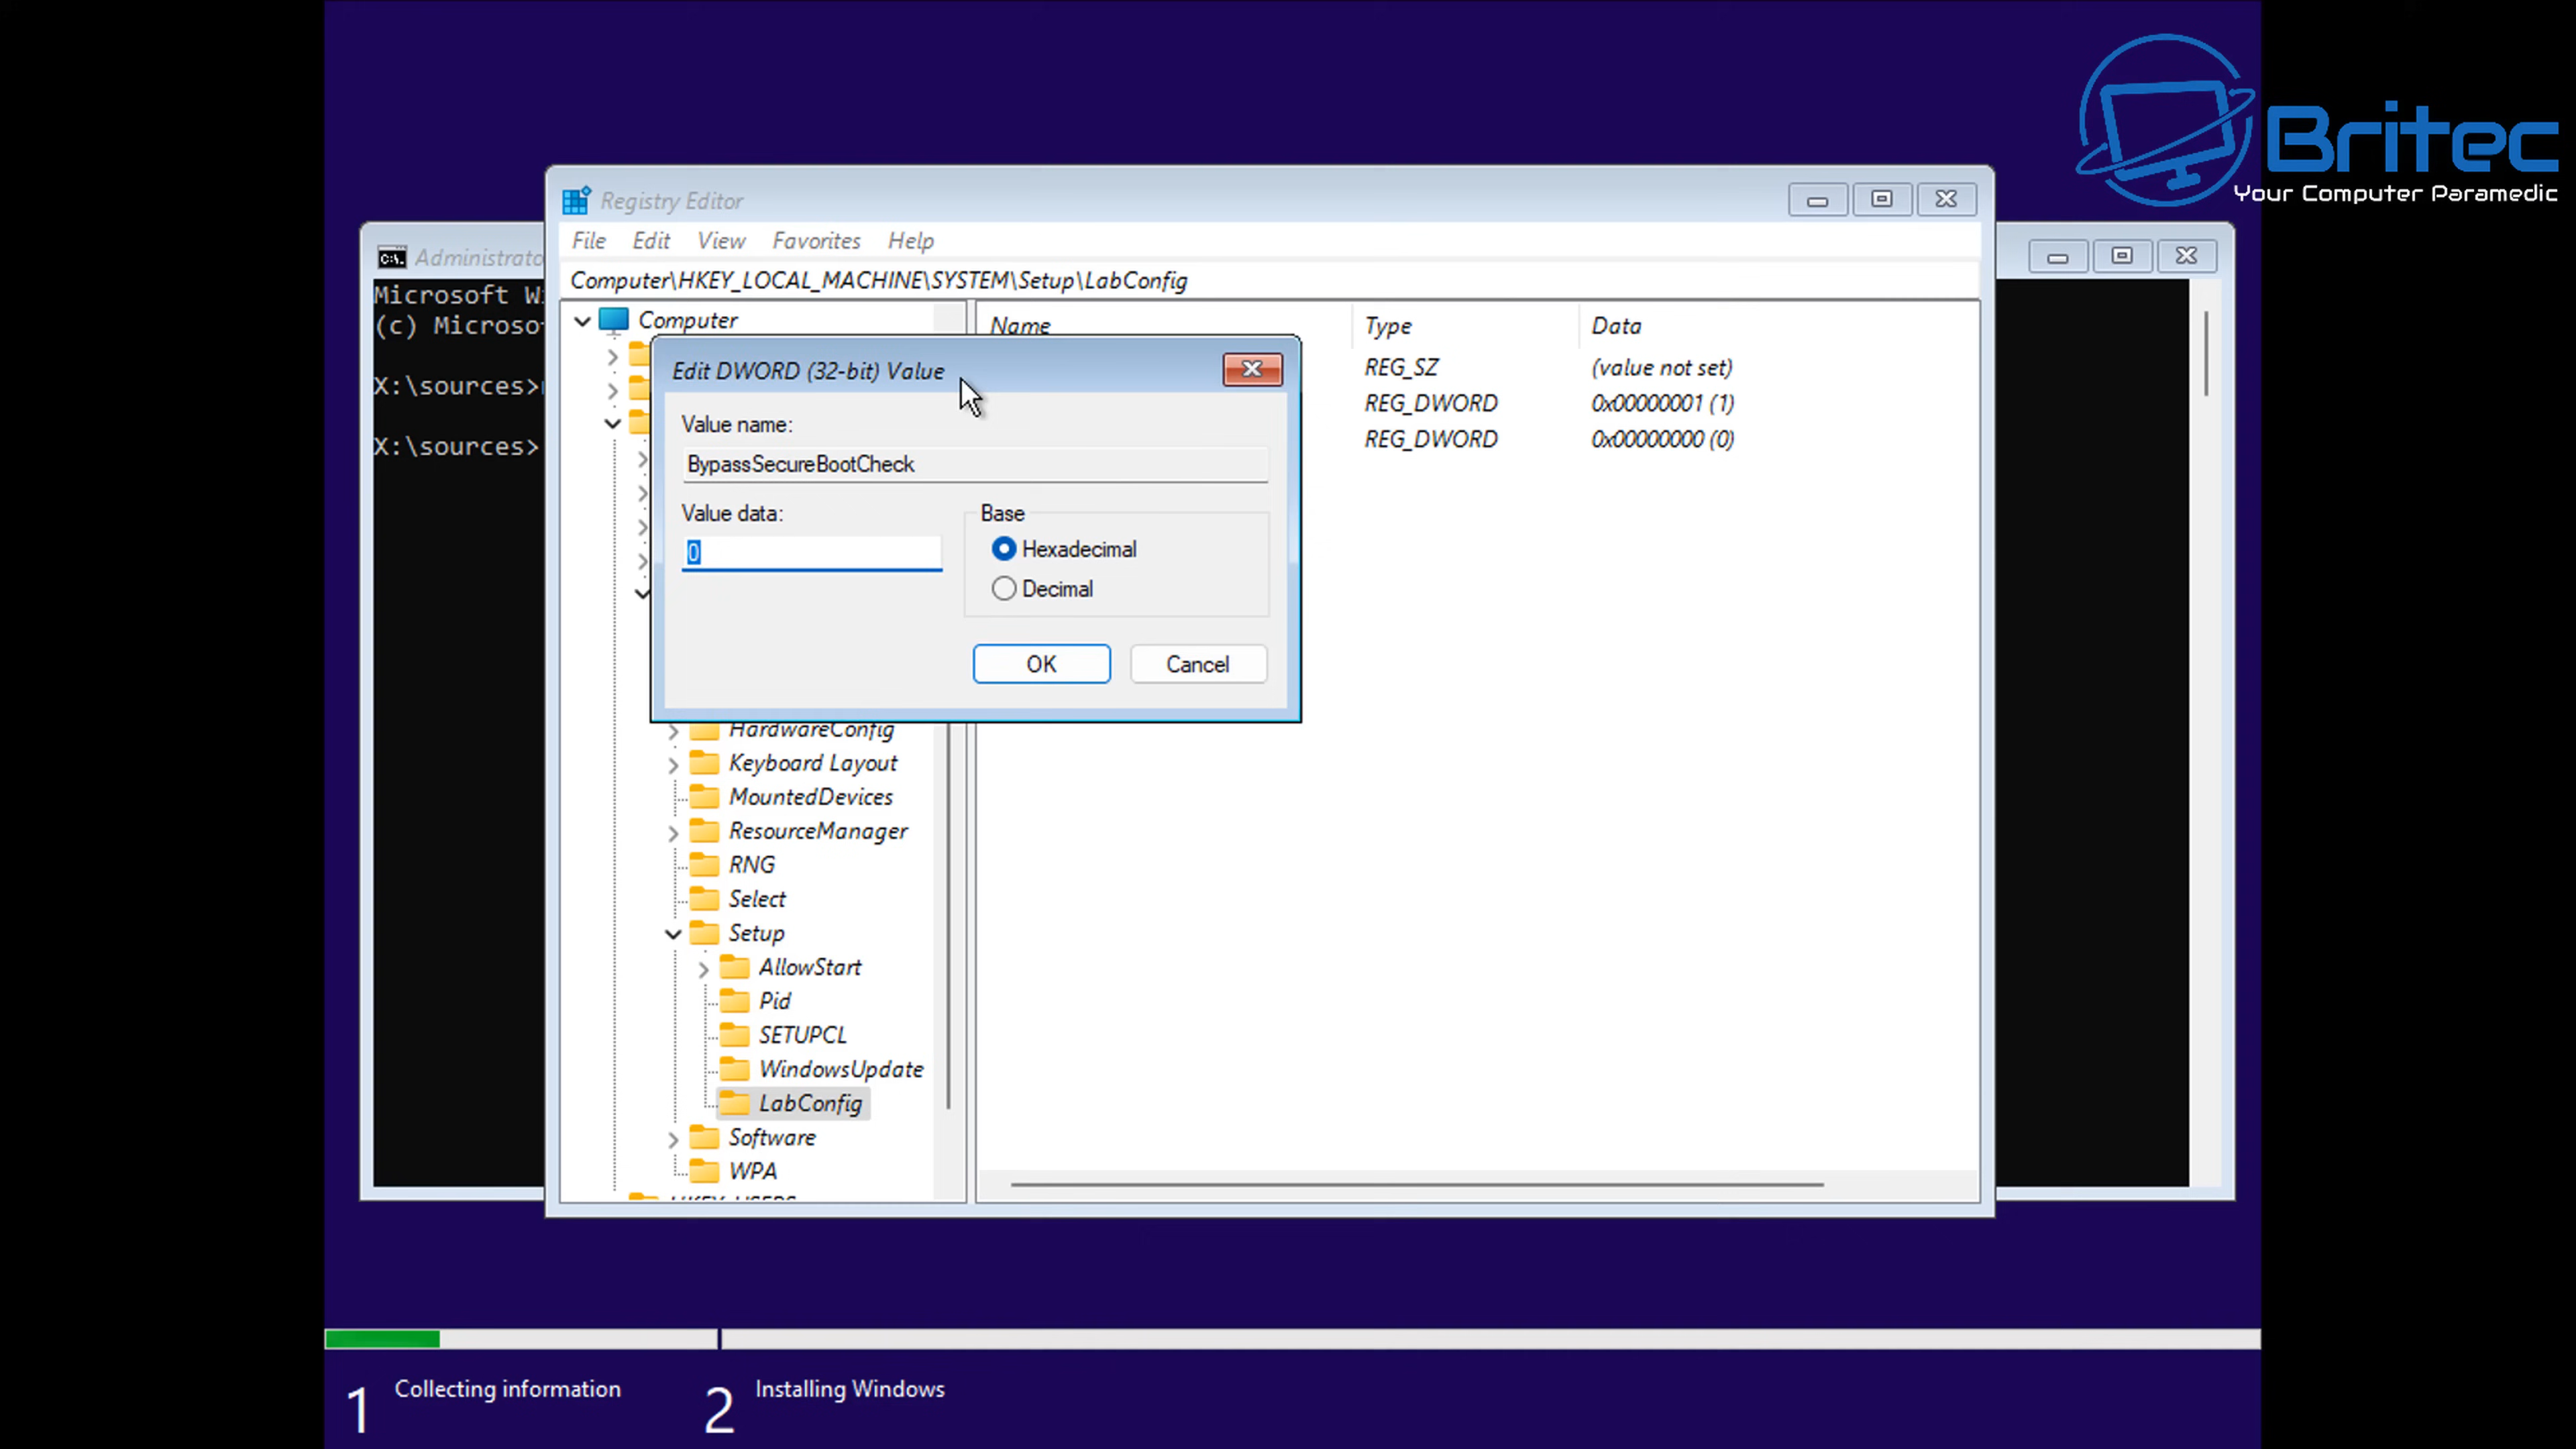 Britec
Your Computer Paramedic
Registry Editor
File Edit View Favorites Help
Computer\HKEY_LOCAL_MACHINE\SYSTEM\Setup\LabConfig
Microsoft
(c)
X:\sources>
X:\sources>
Computer
Name Type Data
REG_SZ (value not set)
REG_DWORD 0x00000001 (1)
REG_DWORD 0x00000000 (0)
Edit DWORD (32-bit) Value
Value name:
BypassSecureBootCheck
Value data:
0
Base
Hexadecimal
Decimal
OK
Cancel
HardwareConfig
Keyboard Layout
MountedDevices
ResourceManager
RNG
Select
Setup
AllowStart
Pid
SETUPCL
WindowsUpdate
LabConfig
Software
WPA
HKEY_USERS
1 Collecting information
2 Installing Windows